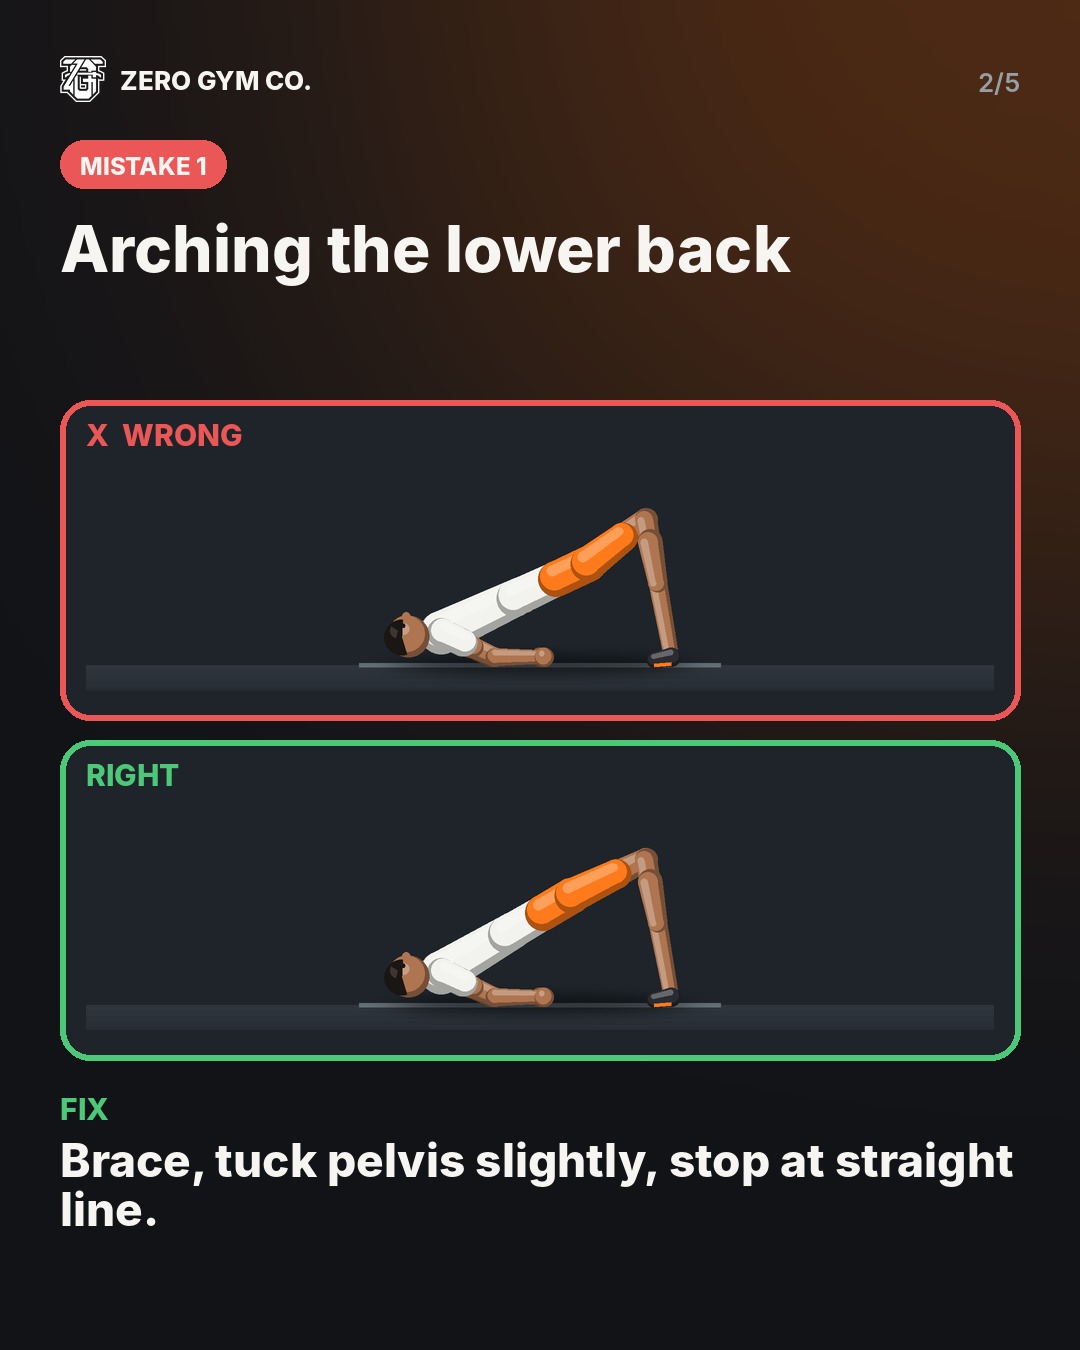 ZERO GYM CO.
2/5
MISTAKE 1
Arching the lower back
X WRONG
RIGHT
FIX
Brace, tuck pelvis slightly, stop at straight
line.